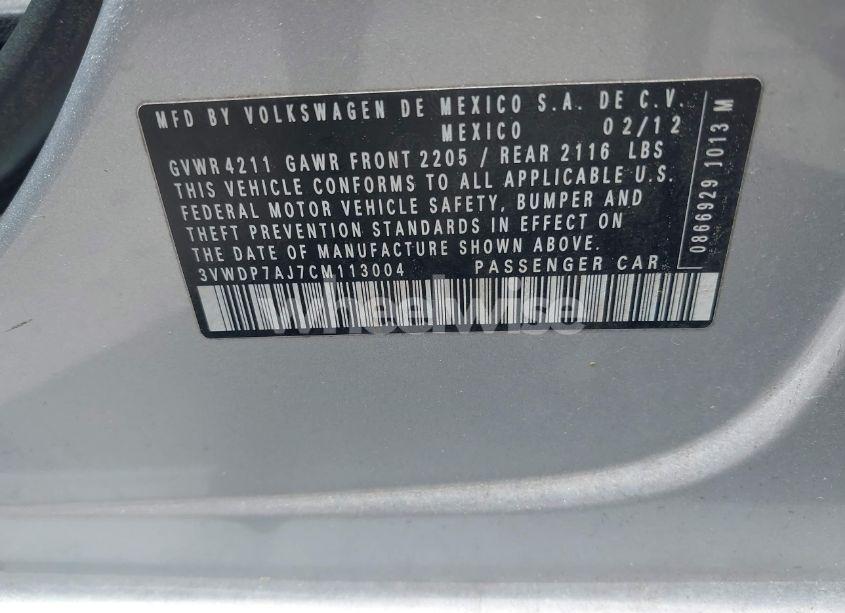 MFD BY VOLKSWAGEN DE MEXICO S.A. DE C.V.
MEXICO 02/12
GVWR 4211 GAWR FRONT 2205 / REAR 2116 LBS
THIS VEHICLE CONFORMS TO ALL APPLICABLE U.S.
FEDERAL MOTOR VEHICLE SAFETY, BUMPER AND
THEFT PREVENTION STANDARDS IN EFFECT ON
THE DATE OF MANUFACTURE SHOWN ABOVE.
3VWDP7AJ7CM113004 PASSENGER CAR
0866929 1013 M
wheelwise